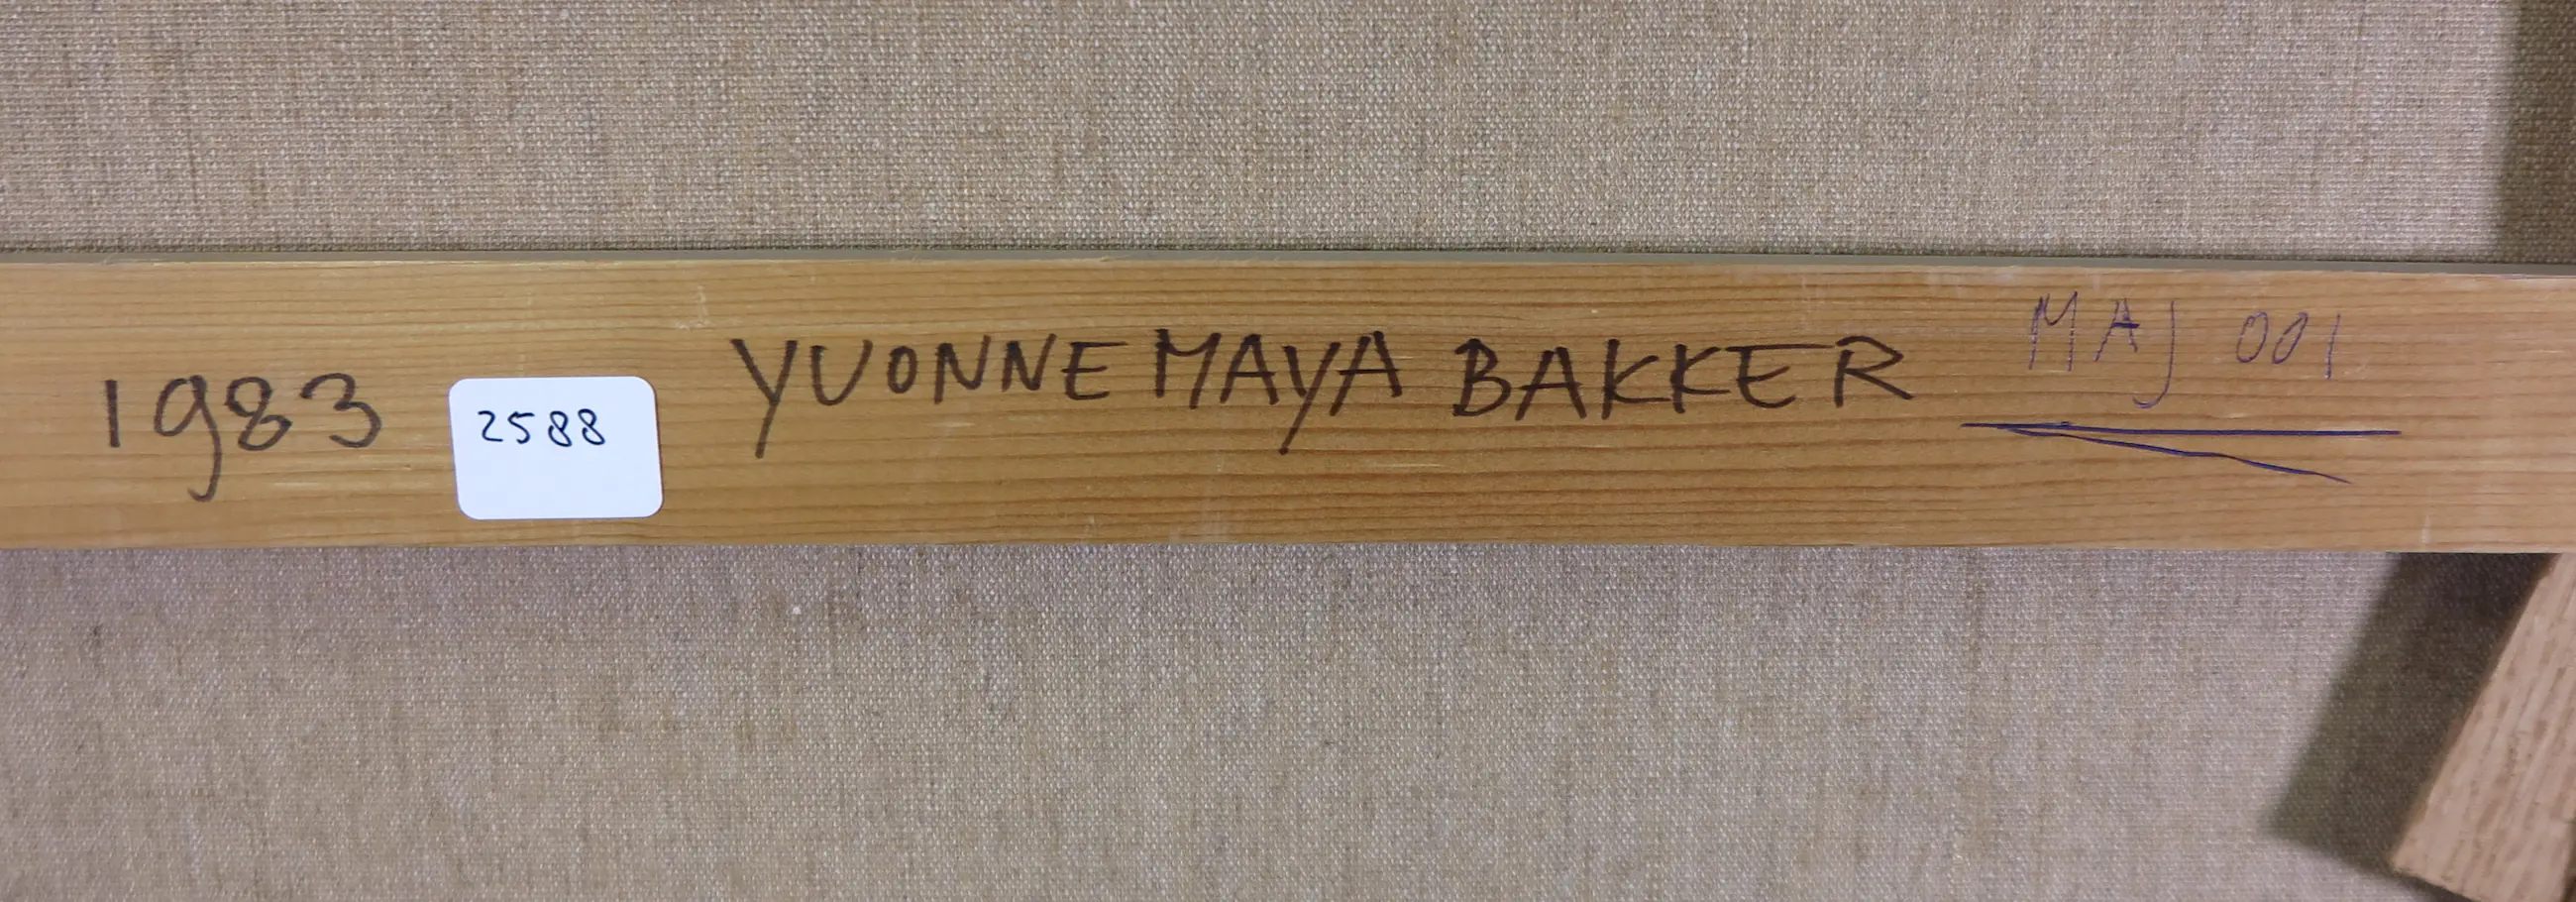 1983
2588
YVONNE MAYA BAKKER
MAJ 001